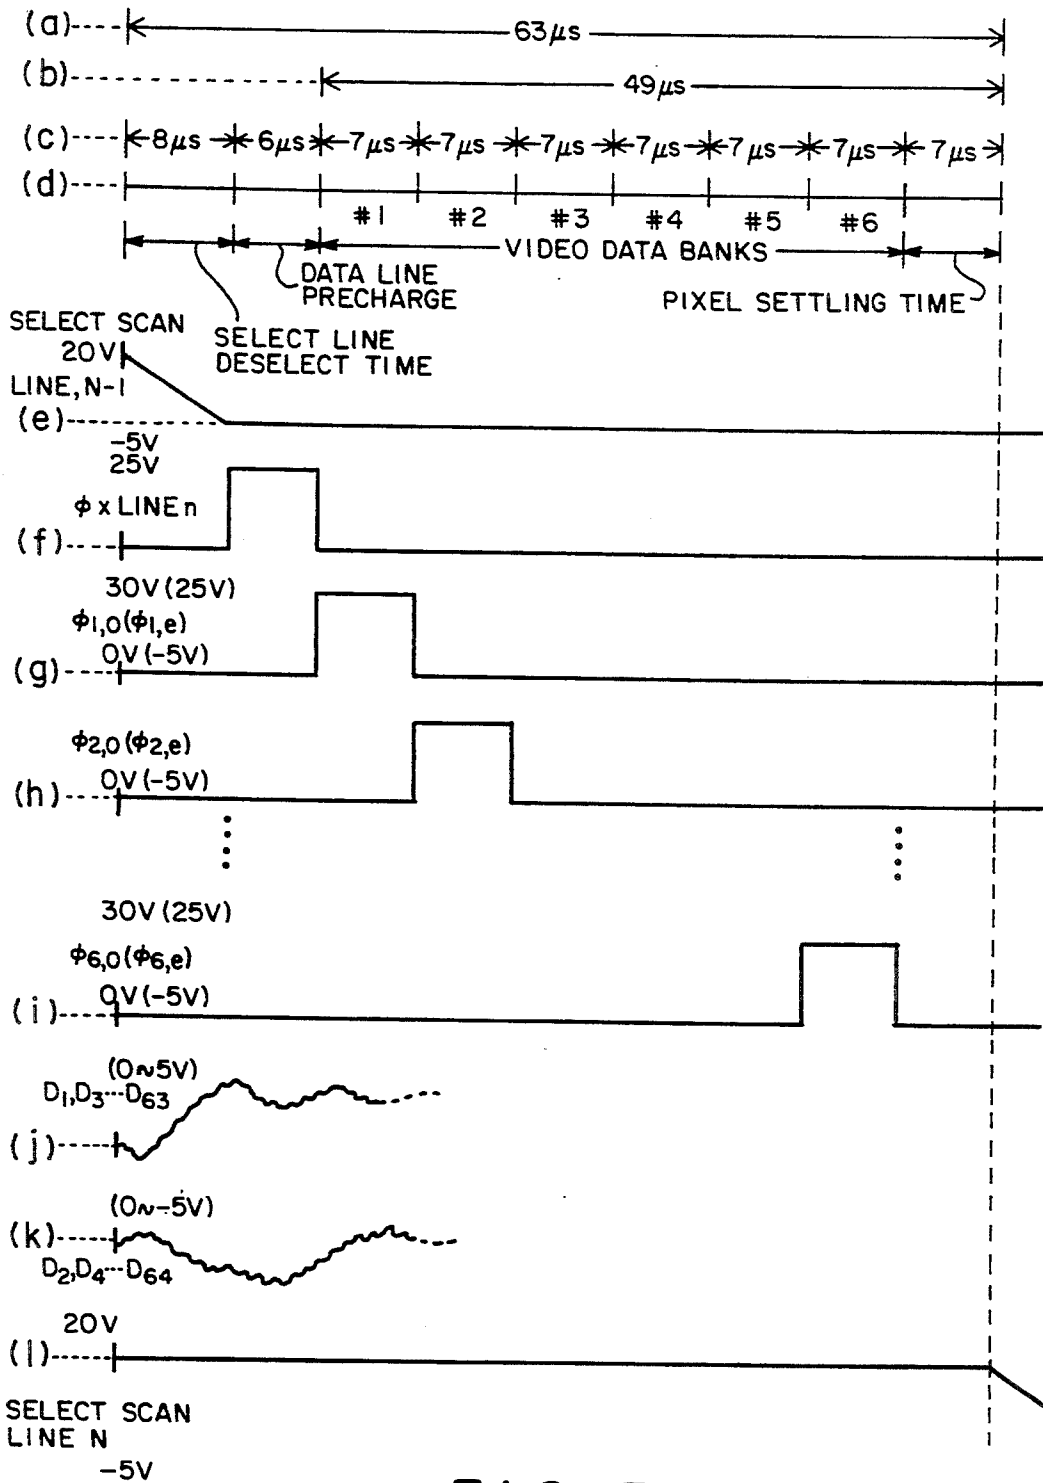 (a) 63μs
(b) 49μs
(c) 8μs 6μs 7μs 7μs 7μs 7μs 7μs 7μs 7μs
(d)
#1 #2 #3 #4 #5 #6
VIDEO DATA BANKS
DATA LINE
PRECHARGE
PIXEL SETTLING TIME
SELECT LINE
DESELECT TIME
SELECT SCAN
20V
LINE, N-1
(e)
-5V
25V
φ x LINE n
(f)
30V (25V)
φ1,0 (φ1,e)
0V (-5V)
(g)
φ2,0 (φ2,e)
0V (-5V)
(h)
30V (25V)
φ6,0 (φ6,e)
0V (-5V)
(i)
(0~5V)
D1,D3---D63
(j)
(0~-5V)
(k)
D2,D4---D64
20V
(l)
SELECT SCAN
LINE N
-5V